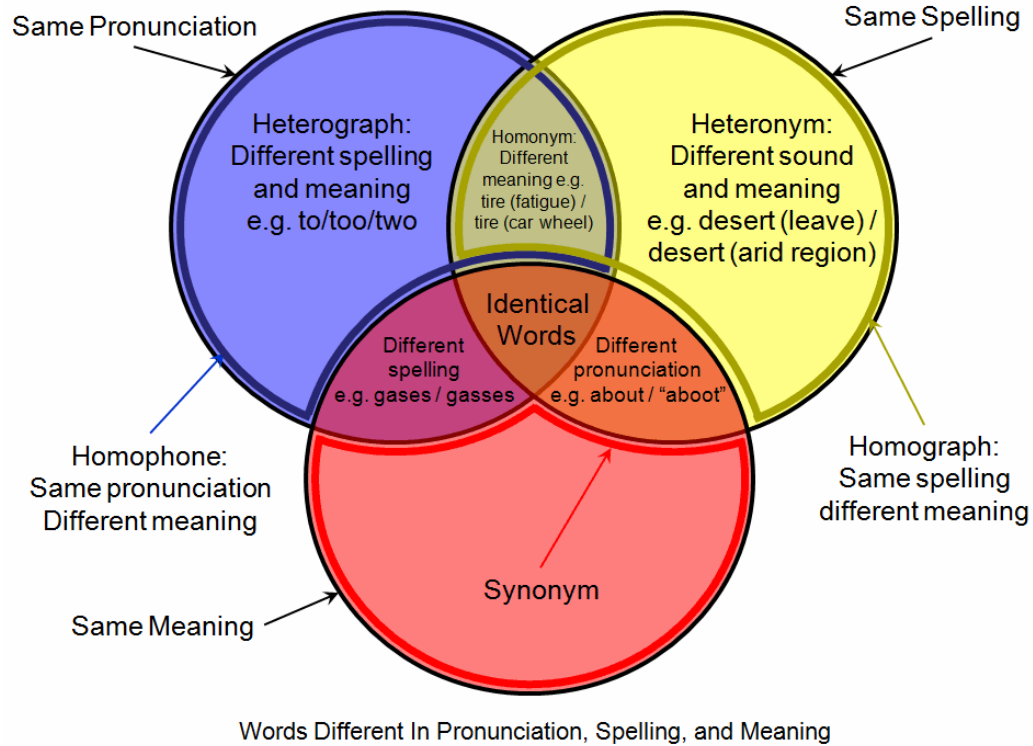 Same Pronunciation
Same Spelling
Heterograph:
Different spelling
and meaning
e.g. to/too/two
Homonym:
Different
meaning e.g.
tire (fatigue) /
tire (car wheel)
Heteronym:
Different sound
and meaning
e.g. desert (leave) /
desert (arid region)
Identical
Words
Different
spelling
e.g. gases / gasses
Different
pronunciation
e.g. about / “aboot”
Homophone:
Same pronunciation
Different meaning
Homograph:
Same spelling
different meaning
Synonym
Same Meaning
Words Different In Pronunciation, Spelling, and Meaning